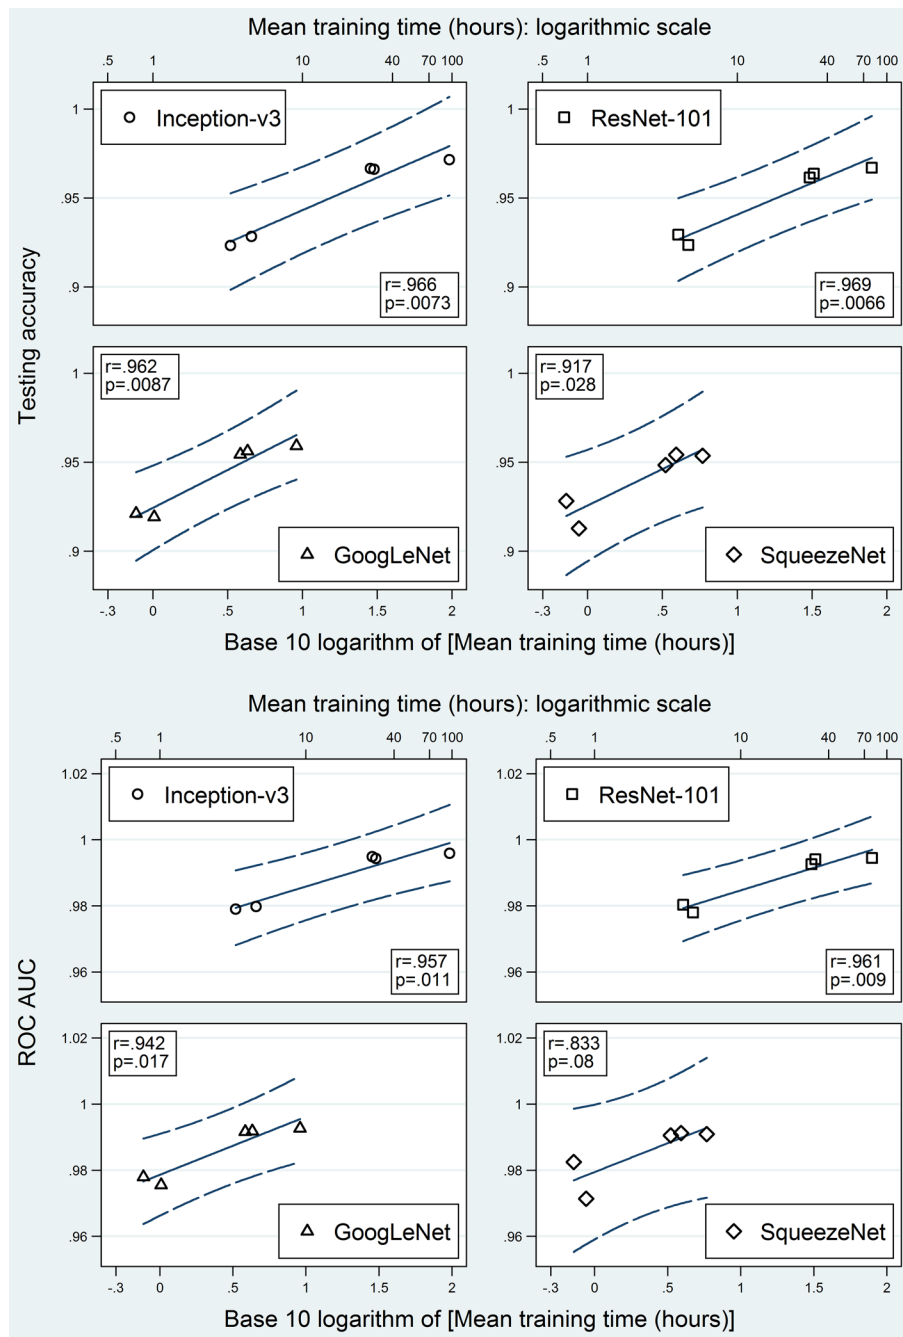 Mean training time (hours): logarithmic scale
.5 1 10 40 70 100 .5 1 10 40 70 100
Testing accuracy
1
.95
.9
Inception-v3
r=.966
p=.0073
ResNet-101
r=.969
p=.0066
1
.95
.9
1
.95
.9
r=.962
p=.0087
GoogLeNet
1
.95
.9
r=.917
p=.028
SqueezeNet
-.3 0 .5 1 1.5 2 -.3 0 .5 1 1.5 2
Base 10 logarithm of [Mean training time (hours)]
Mean training time (hours): logarithmic scale
.5 1 10 40 70 100 .5 1 10 40 70 100
ROC AUC
1.02
1
.98
.96
Inception-v3
r=.957
p=.011
1.02
1
.98
.96
ResNet-101
r=.961
p=.009
1.02
1
.98
.96
r=.942
p=.017
GoogLeNet
1.02
1
.98
.96
r=.833
p=.08
SqueezeNet
-.3 0 .5 1 1.5 2 -.3 0 .5 1 1.5 2
Base 10 logarithm of [Mean training time (hours)]